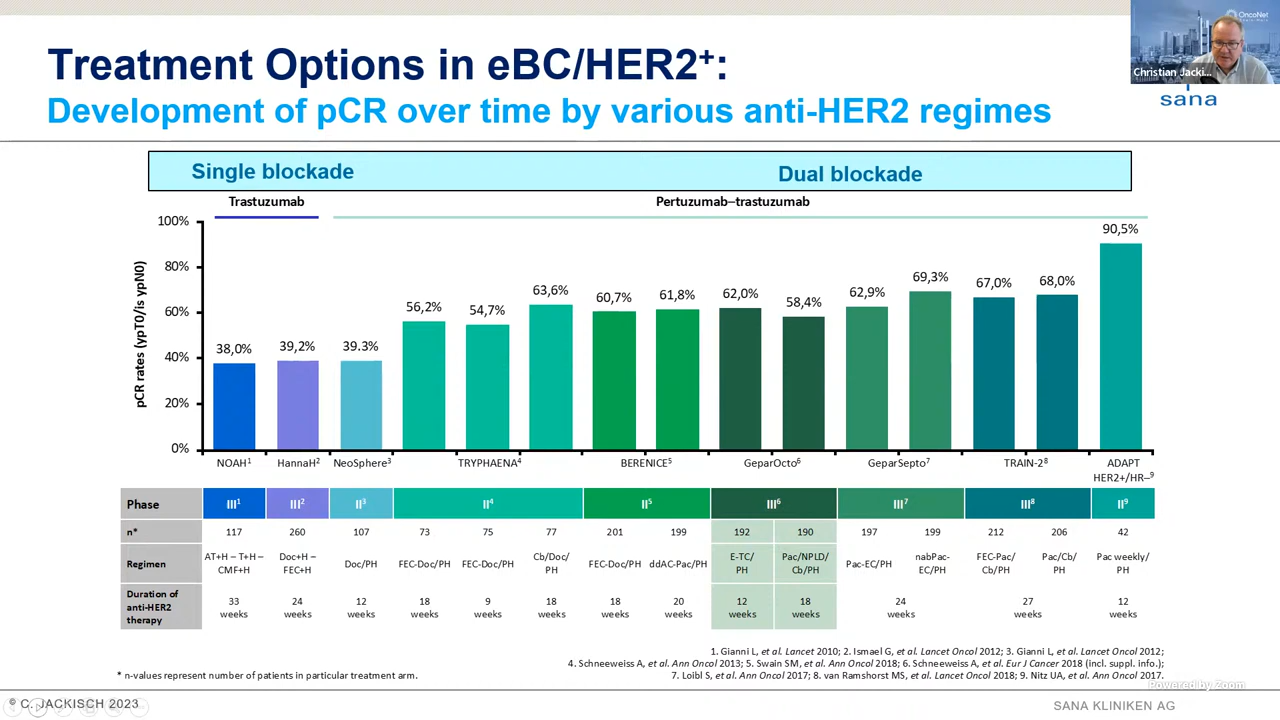 OncoNet
Christian Jacki...
sana
Treatment Options in eBC/HER2+:
Development of pCR over time by various anti-HER2 regimes
Single blockade Dual blockade
Trastuzumab Pertuzumab–trastuzumab
pCR rates (ypT0/is ypN0)
100%
80%
60%
40%
20%
0%
38,0% 39,2% 39.3% 56,2% 54,7% 63,6% 60,7% 61,8% 62,0% 58,4% 62,9% 69,3% 67,0% 68,0% 90,5%
NOAH1 HannaH2 NeoSphere3 TRYPHAENA4 BERENICE5 GeparOcto6 GeparSepto7 TRAIN-28 ADAPT
HER2+/HR–9
Phase III1 III2 II3 II4 II5 III6 III7 III8 II9
n* 117 260 107 73 75 77 201 199 192 190 197 199 212 206 42
Regimen AT+H – T+H – CMF+H Doc+H – FEC+H Doc/PH FEC-Doc/PH FEC-Doc/PH Cb/Doc/ PH FEC-Doc/PH ddAC-Pac/PH E-TC/ PH Pac/NPLD/ Cb/PH Pac-EC/PH nabPac- EC/PH FEC-Pac/ Cb/PH Pac/Cb/ PH Pac weekly/ PH
Duration of anti-HER2 therapy 33 weeks 24 weeks 12 weeks 18 weeks 9 weeks 18 weeks 18 weeks 20 weeks 12 weeks 18 weeks 24 weeks 27 weeks 12 weeks
1. Gianni L, et al. Lancet 2010; 2. Ismael G, et al. Lancet Oncol 2012; 3. Gianni L, et al. Lancet Oncol 2012;
4. Schneeweiss A, et al. Ann Oncol 2013; 5. Swain SM, et al. Ann Oncol 2018; 6. Schneeweiss A, et al. Eur J Cancer 2018 (incl. suppl. info.);
* n-values represent number of patients in particular treatment arm. 7. Loibl S, et al. Ann Oncol 2017; 8. van Ramshorst MS, et al. Lancet Oncol 2018; 9. Nitz UA, et al. Ann Oncol 2017.
Powered by Zoom
© C. JACKISCH 2023 SANA KLINIKEN AG